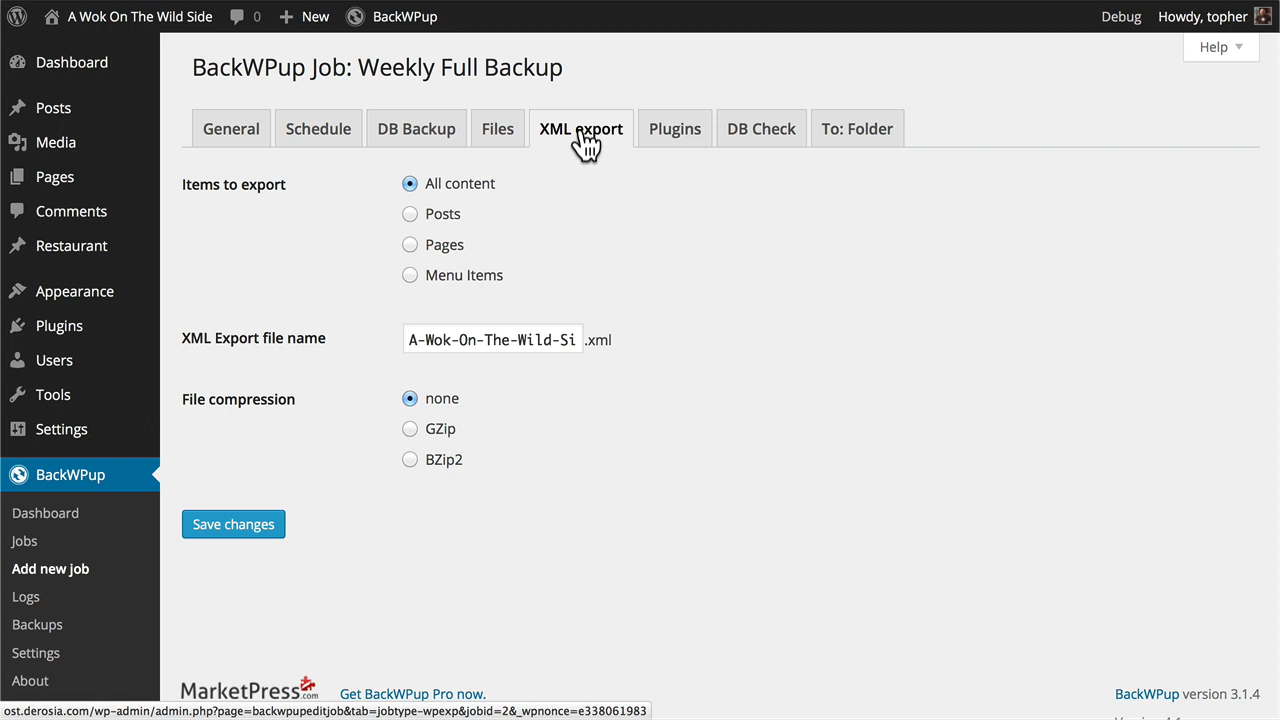 A Wok On The Wild Side 0 New BackWPup Debug Howdy, topher
Help
Dashboard
Posts
Media
Pages
Comments
Restaurant
Appearance
Plugins
Users
Tools
Settings
BackWPup
Dashboard
Jobs
Add new job
Logs
Backups
Settings
About
BackWPup Job: Weekly Full Backup
General Schedule DB Backup Files XML export Plugins DB Check To: Folder
Items to export
All content
Posts
Pages
Menu Items
XML Export file name
A-Wok-On-The-Wild-Si .xml
File compression
none
GZip
BZip2
Save changes
MarketPress.com Get BackWPup Pro now. BackWPup version 3.1.4
ost.derosia.com/wp-admin/admin.php?page=backwpupeditjob&tab=jobtype-wpexp&jobid=2&_wpnonce=e338061983